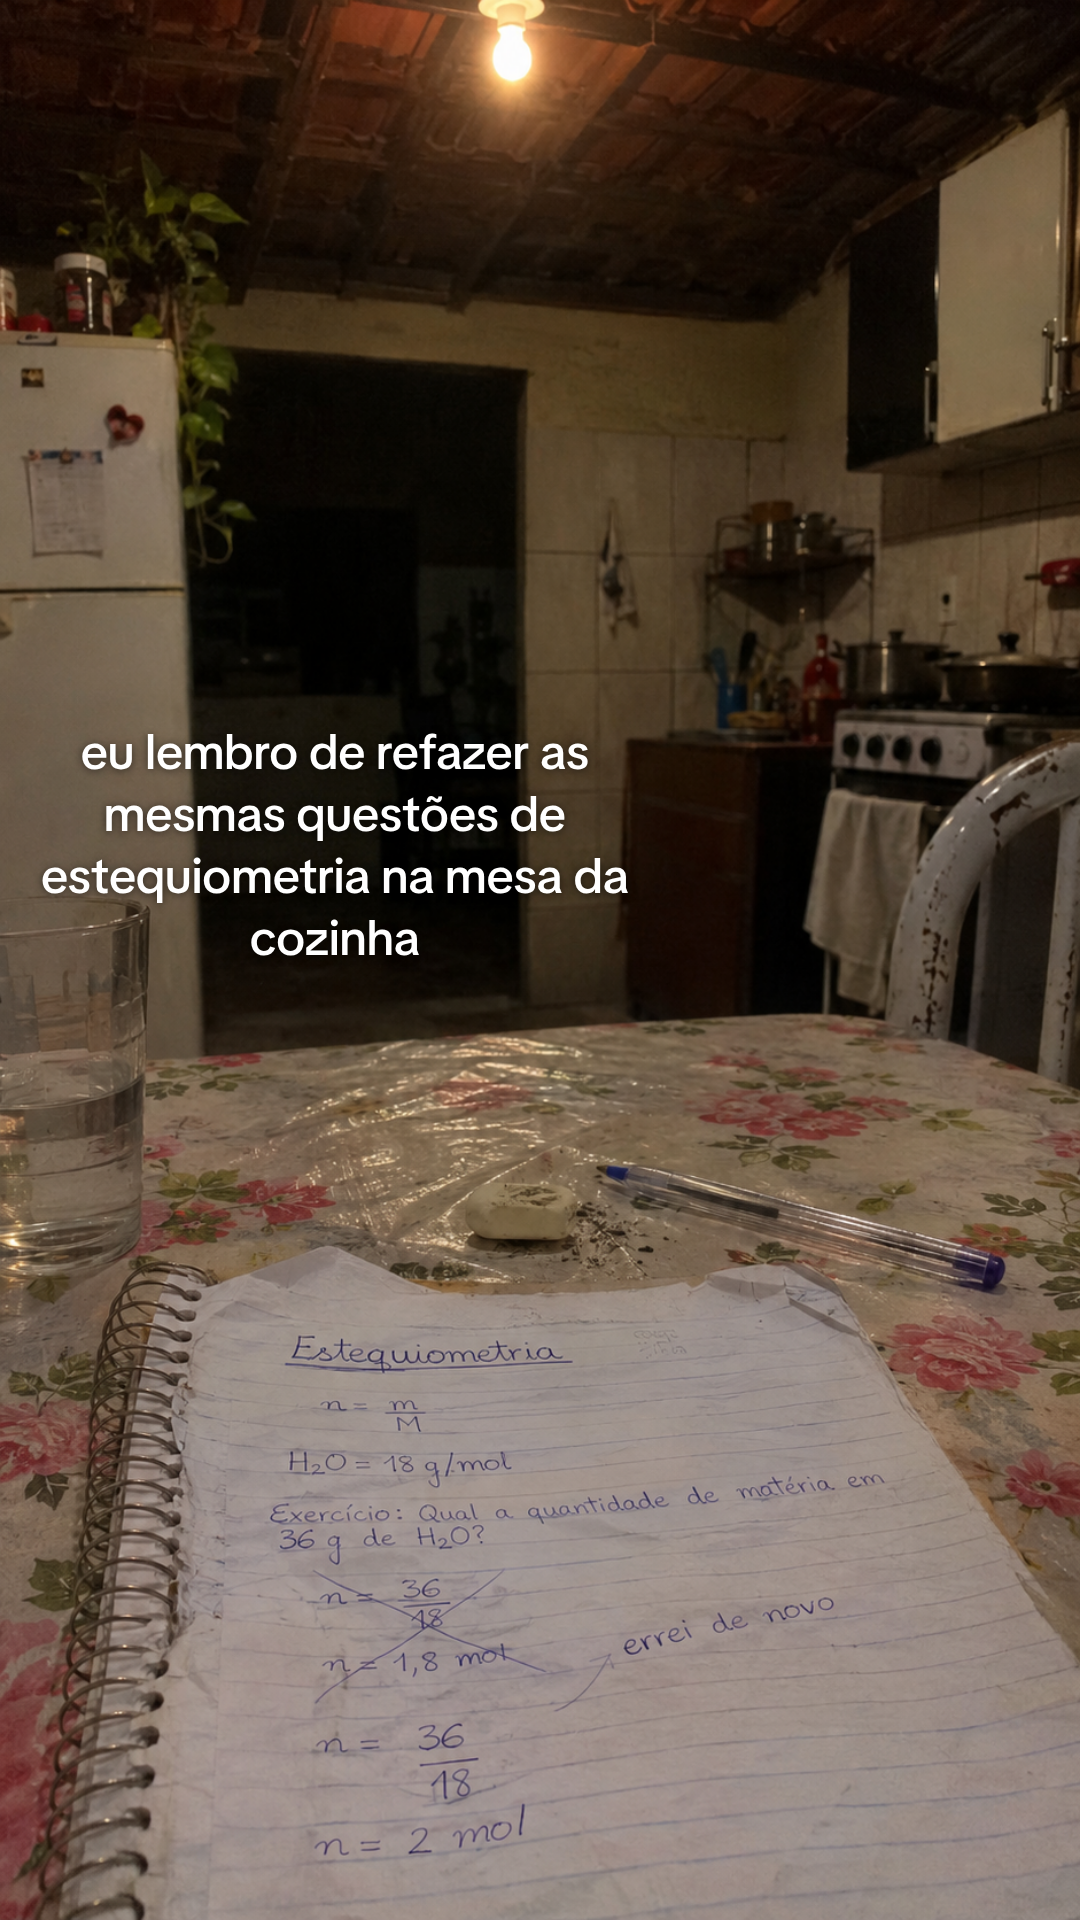 eu lembro de refazer as
mesmas questões de
estequiometria na mesa da
cozinha
Estequiometria
n = m/M
H₂O = 18 g/mol
Exercício: Qual a quantidade de matéria em
36 g de H₂O?
n = 36/18
n = 1,8 mol
errei de novo
n = 36/18
n = 2 mol